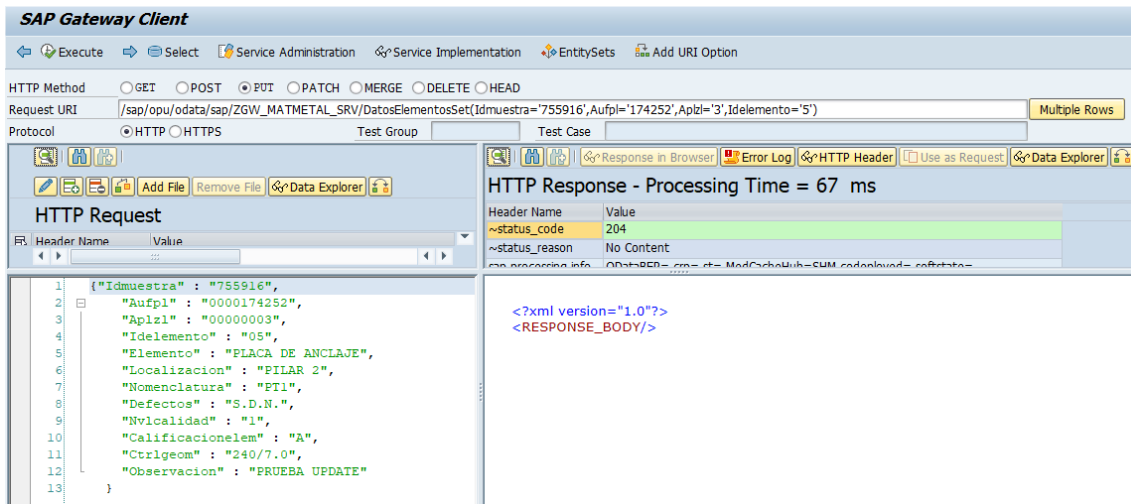 SAP Gateway Client
Execute Select Service Administration Service Implementation EntitySets Add URI Option
HTTP Method GET POST PUT PATCH MERGE DELETE HEAD
Request URI /sap/opu/odata/sap/ZGW_MATMETAL_SRV/DatosElementosSet(Idmuestra='755916',Aufpl='174252',Aplzl='3',Idelemento='5') Multiple Rows
Protocol HTTP HTTPS Test Group Test Case
Add File Remove File Data Explorer
HTTP Request
Header Name Value
Response in Browser Error Log HTTP Header Use as Request Data Explorer
HTTP Response - Processing Time = 67 ms
Header Name Value
~status_code 204
~status_reason No Content
1 {"Idmuestra" : "755916",
2 "Aufpl" : "0000174252",
3 "Aplzl" : "00000003",
4 "Idelemento" : "05",
5 "Elemento" : "PLACA DE ANCLAJE",
6 "Localizacion" : "PILAR 2",
7 "Nomenclatura" : "PT1",
8 "Defectos" : "S.D.N.",
9 "Nvlcalidad" : "1",
10 "Calificacionelem" : "A",
11 "Ctrlgeom" : "240/7.0",
12 "Observacion" : "PRUEBA UPDATE"
13 }
<?xml version="1.0"?>
<RESPONSE_BODY/>